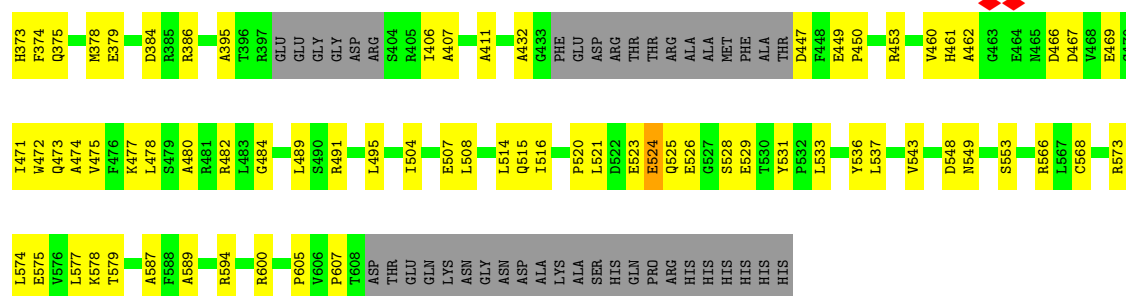 H373 F374 Q375 M378 E379 D384 R385 R386 A395 T396 R397 GLU GLU GLY GLY ASP ARG S404 R405 I406 A407 A411 A432 G433 PHE GLU ASP ARG THR THR ARG ALA ALA MET PHE ALA THR D447 F448 E449 P450 R453 V460 H461 A462 G463 E464 N465 D466 D467 V468 E469
I471 W472 Q473 A474 V475 F476 K477 L478 S479 A480 R481 R482 L483 G484 L489 S490 R491 L495 I504 E507 L508 L514 Q515 I516 P520 L521 D522 E523 E524 Q525 E526 G527 S528 E529 T530 Y531 P532 L533 Y536 L537 V543 D548 N549 S553 R566 L567 C568 R573
L574 E575 V576 L577 K578 T579 A587 F588 A589 R594 R600 P605 V606 P607 T608 ASP THR GLU GLN LYS ASN GLY ASN ASP ALA LYS ALA SER HIS GLN PRO ARG HIS HIS HIS HIS HIS HIS